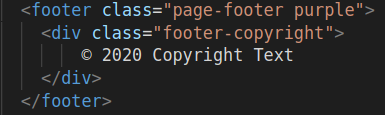 <footer class="page-footer purple">
<div class="footer-copyright">
© 2020 Copyright Text
</div>
</footer>